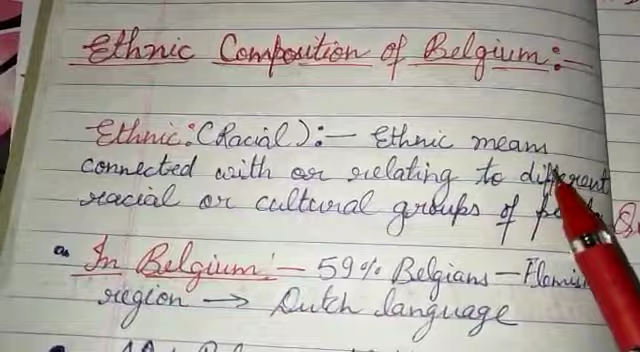 Ethnic Composition of Belgium:-
Ethnic:(Racial):- Ethnic means
connected with or relating to different
racial or cultural groups of
a. In Belgium:- 59% Belgians-
region → Dutch language